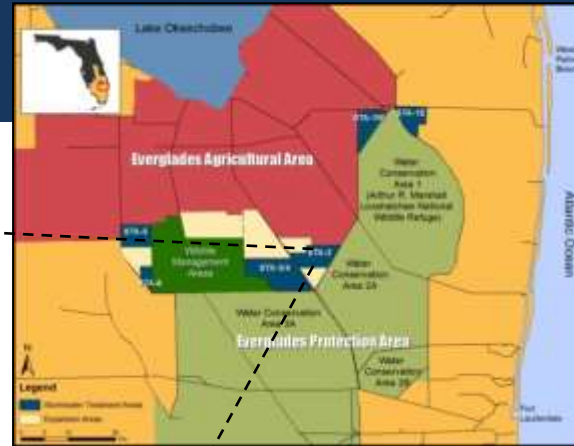 Lake Okeechobee
Everglades Agricultural Area
STA-1E
Water
Conservation
Area 1
(Arthur R. Marshall
Loxahatchee National
Wildlife Refuge)
Atlantic Ocean
STA-5
STA-2
Wildlife
Management
Areas
STA-3/4
STA-6
Water
Conservation
Area 2A
Water Conservation
Area 3A
Everglades Protection Area
Water
Conservation
Area 2B
N
Legend
Stormwater Treatment Areas
Expansion Areas
Fort
Lauderdale